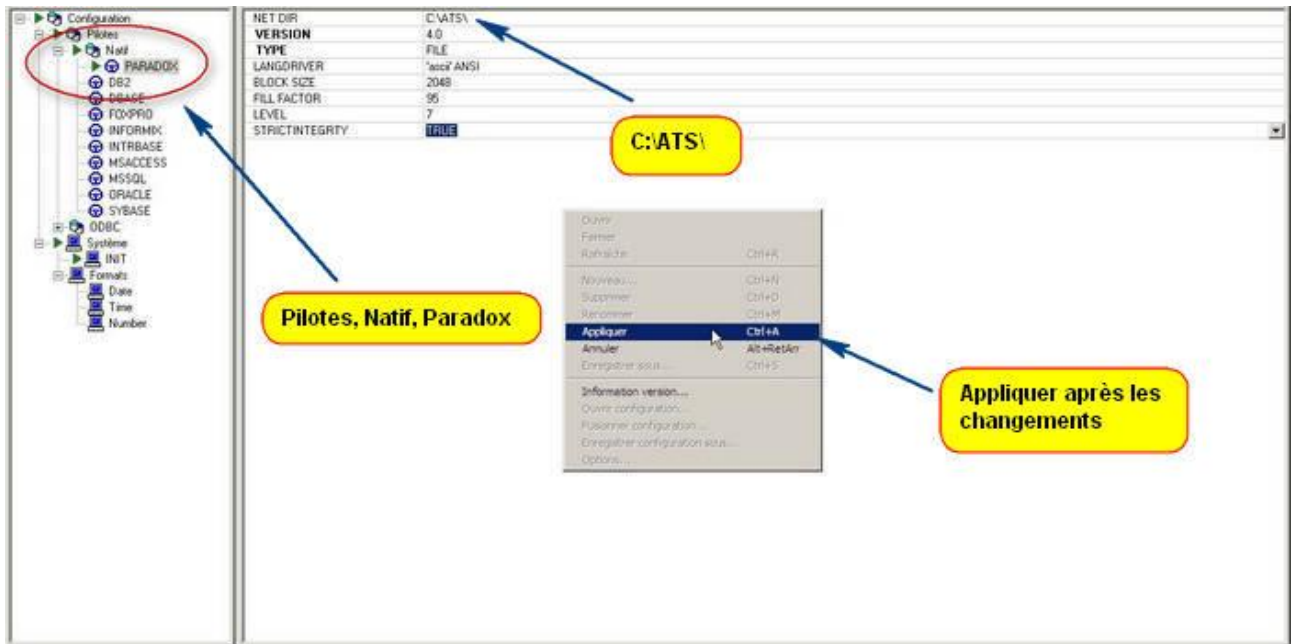 Configuration
Pilotes
Natif
PARADOX
DB2
DBASE
FOXPRO
INFORMIX
INTRBASE
MSACCESS
MSSQL
ORACLE
SYBASE
ODBC
Système
INIT
Formats
Date
Time
Number
NET DIR C:\ATS\
VERSION 4.0
TYPE FILE
LANGDRIVER 'ascii' ANSI
BLOCK SIZE 2048
FILL FACTOR 95
LEVEL 7
STRICTINTEGRTY TRUE
C:\ATS\
Pilotes, Natif, Paradox
Ouvrir
Fermer
Rafraîchir Ctrl+R
Nouveau... Ctrl+N
Supprimer Ctrl+D
Renommer Ctrl+M
Appliquer Ctrl+A
Annuler Alt+RetArr
Enregistrer sous... Ctrl+S
Information version...
Ouvrir configuration...
Fusionner configuration...
Enregistrer configuration sous...
Options...
Appliquer après les
changements